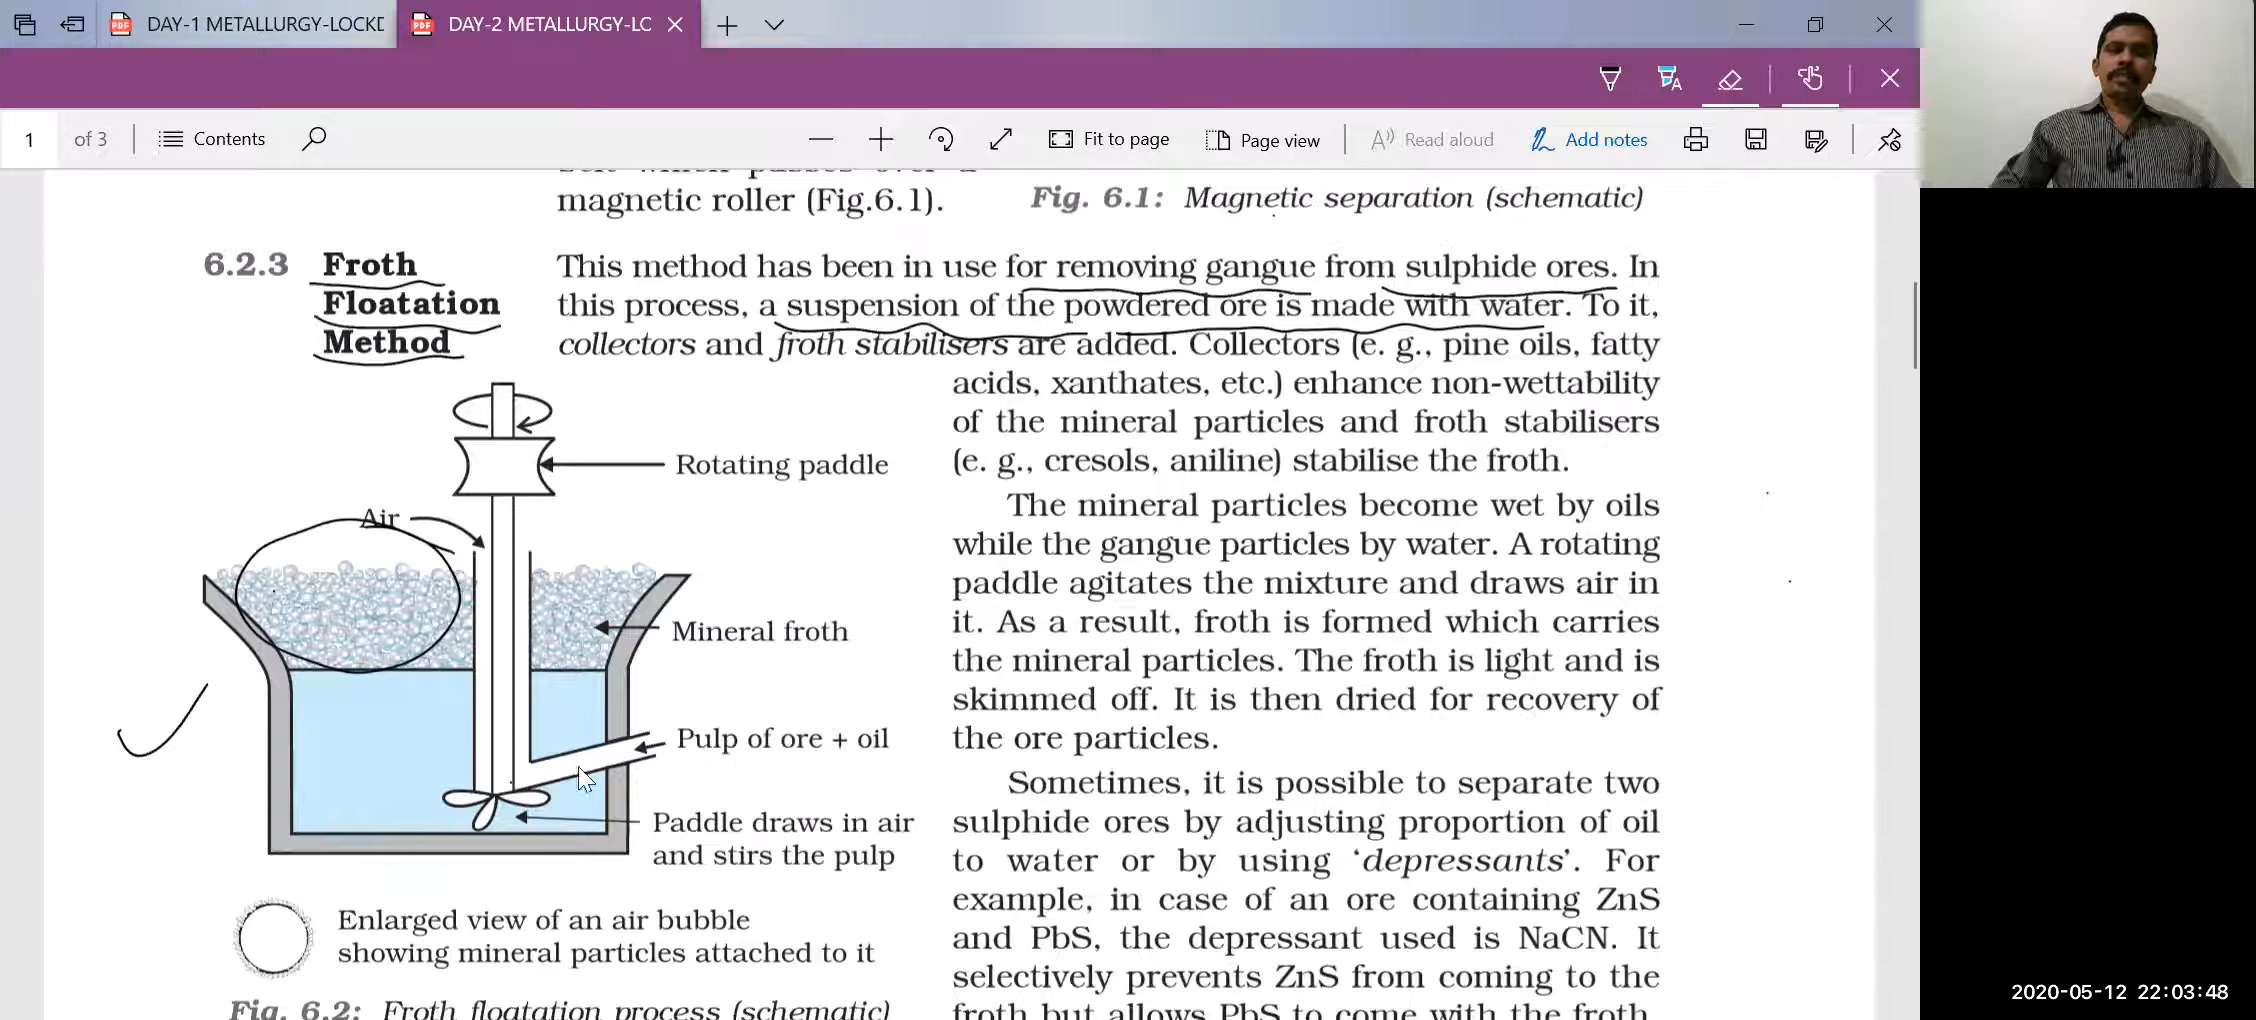 DAY-1 METALLURGY-LOCKD
DAY-2 METALLURGY-LC
1 of 3 Contents Fit to page Page view Read aloud Add notes
magnetic roller (Fig.6.1).
Fig. 6.1: Magnetic separation (schematic)
6.2.3 Froth
Floatation
Method
This method has been in use for removing gangue from sulphide ores. In
this process, a suspension of the powdered ore is made with water. To it,
collectors and froth stabilisers are added. Collectors (e. g., pine oils, fatty
acids, xanthates, etc.) enhance non-wettability
of the mineral particles and froth stabilisers
(e. g., cresols, aniline) stabilise the froth.
The mineral particles become wet by oils
while the gangue particles by water. A rotating
paddle agitates the mixture and draws air in
it. As a result, froth is formed which carries
the mineral particles. The froth is light and is
skimmed off. It is then dried for recovery of
the ore particles.
Sometimes, it is possible to separate two
sulphide ores by adjusting proportion of oil
to water or by using ‘depressants’. For
example, in case of an ore containing ZnS
and PbS, the depressant used is NaCN. It
selectively prevents ZnS from coming to the
froth but allows PbS to come with the froth.
Rotating paddle
Air
Mineral froth
Pulp of ore + oil
Paddle draws in air
and stirs the pulp
Enlarged view of an air bubble
showing mineral particles attached to it
Fig. 6.2: Froth floatation process (schematic)
2020-05-12 22:03:48